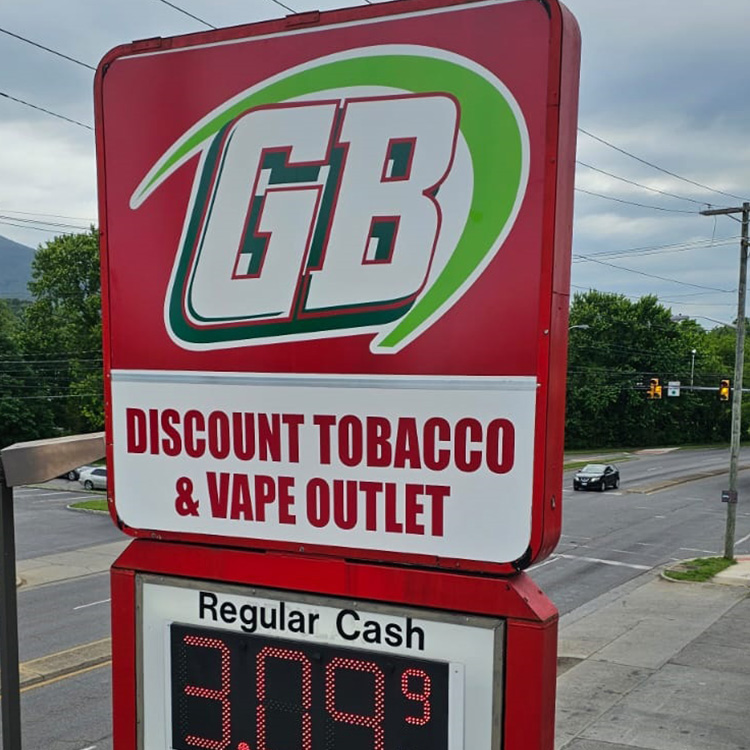 GB
DISCOUNT TOBACCO
& VAPE OUTLET
Regular Cash
3.09 9